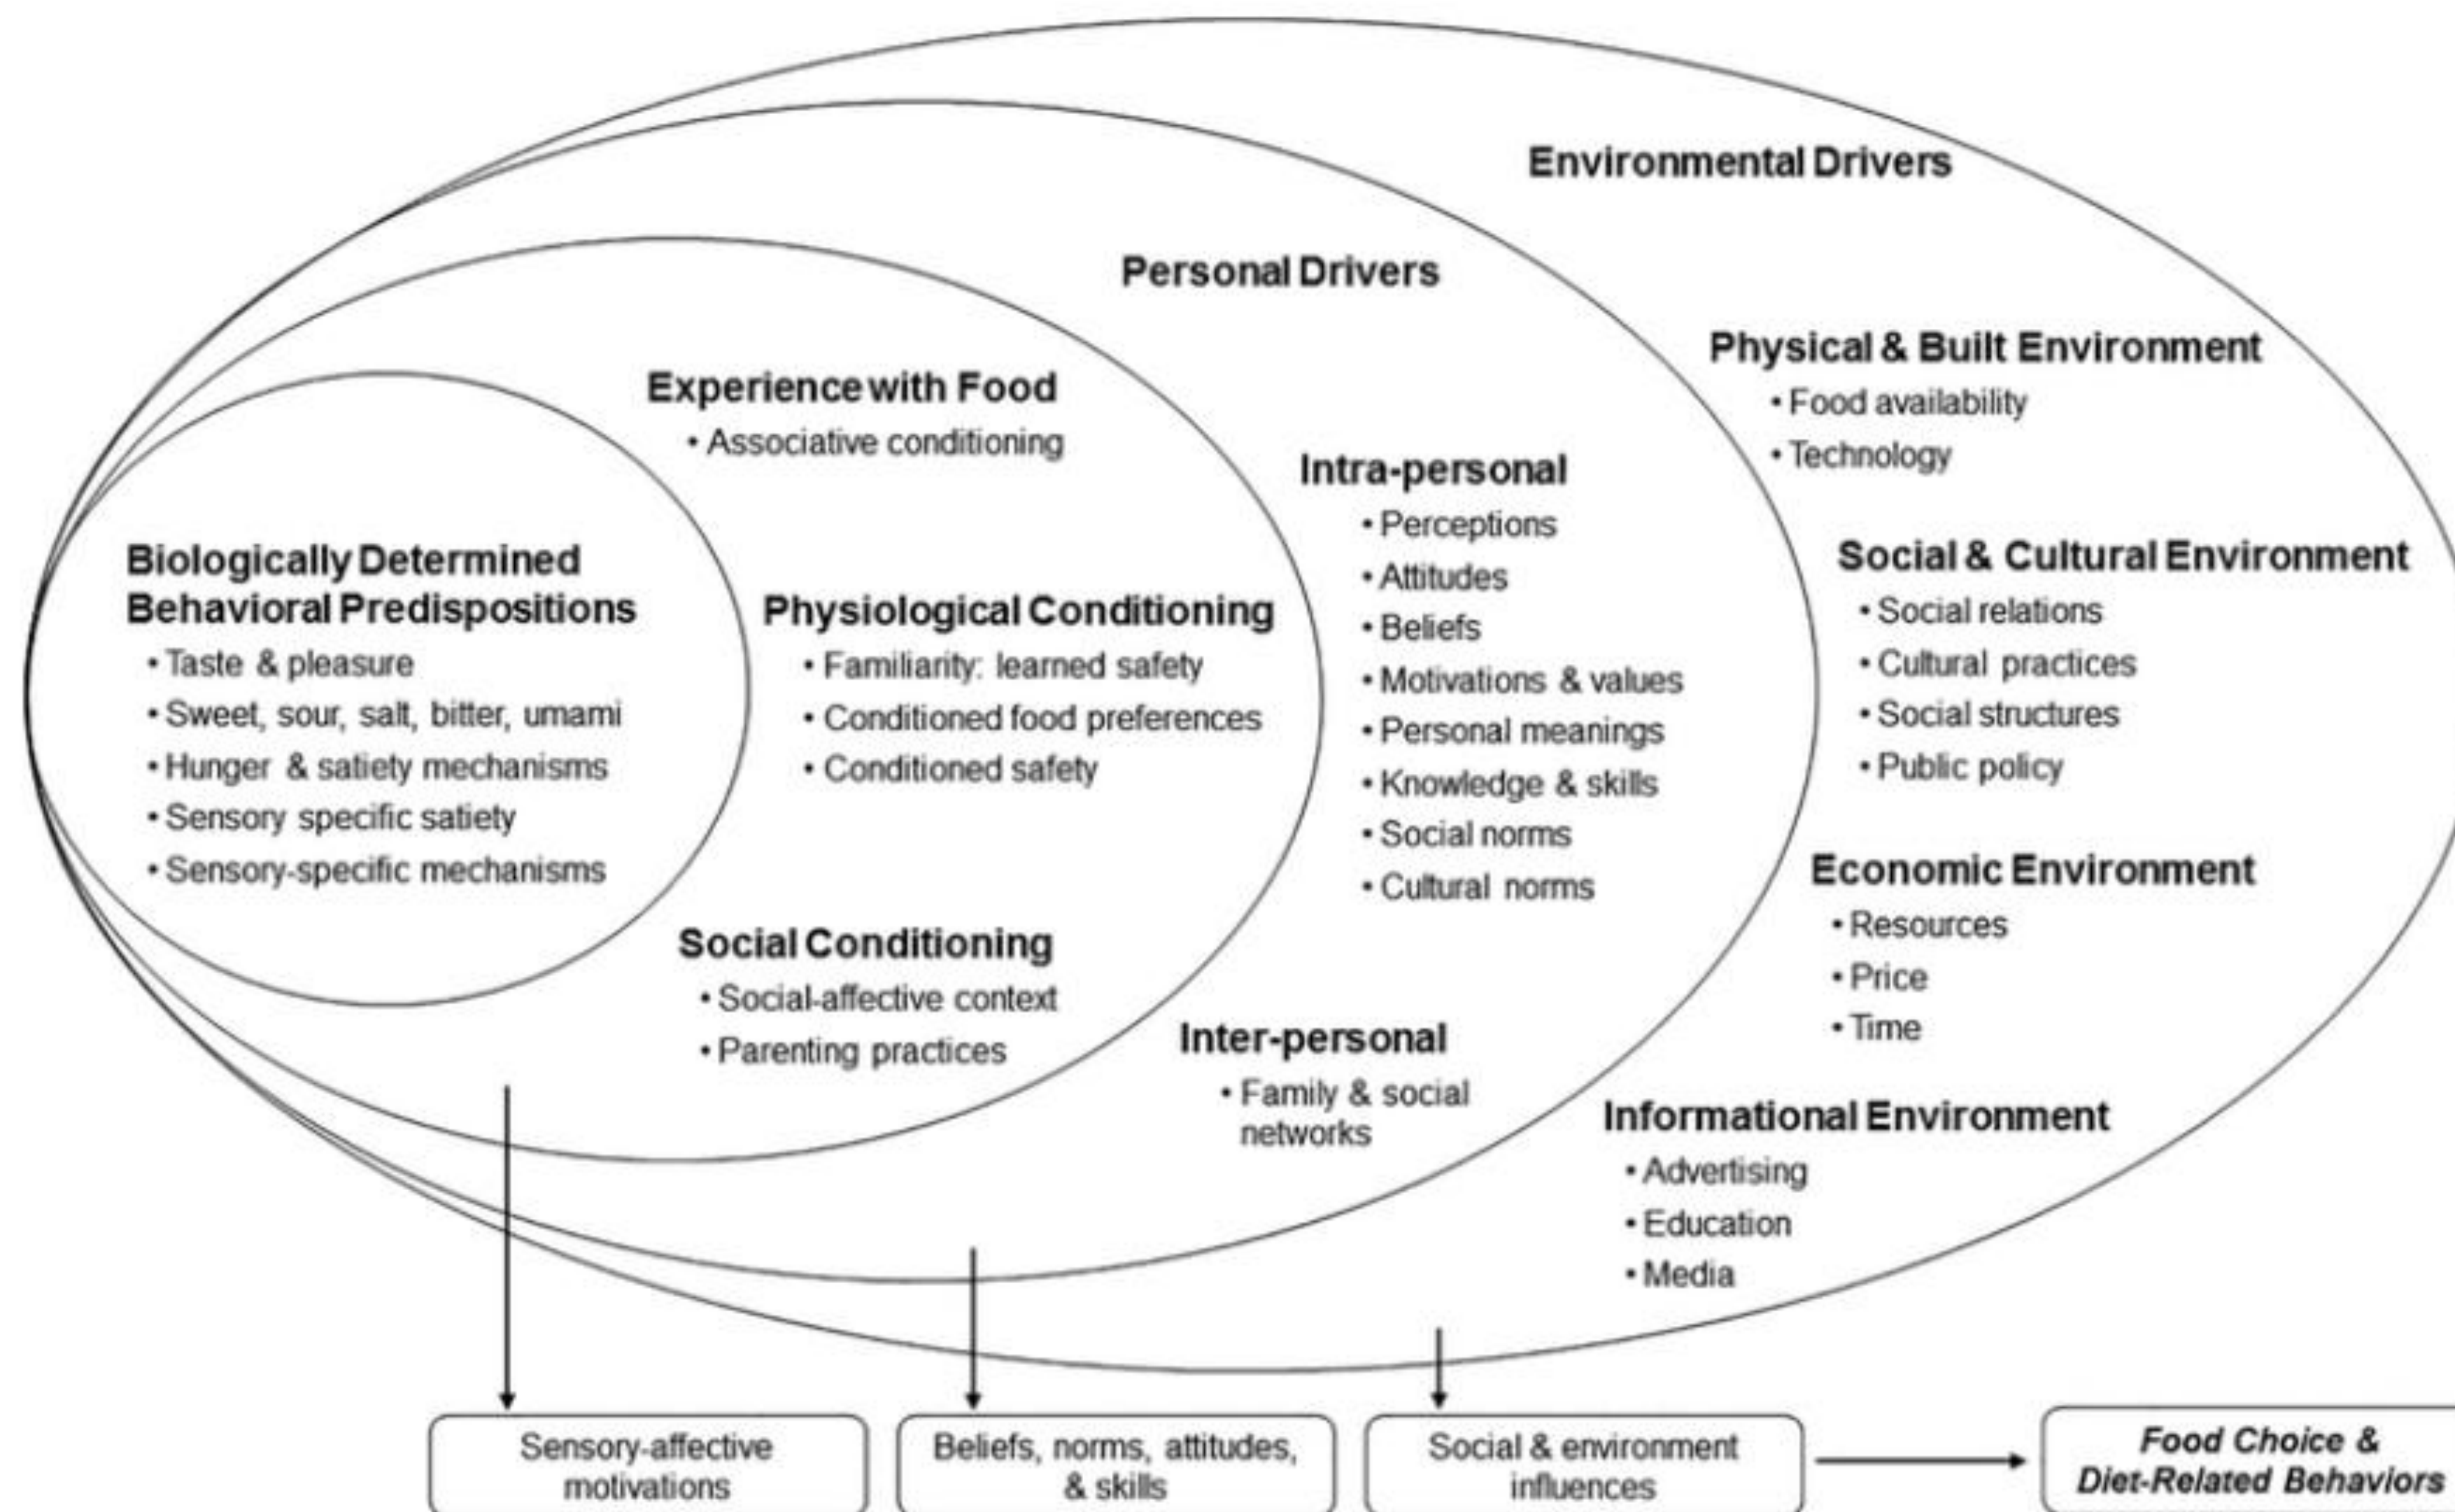 Environmental Drivers
Personal Drivers
Experience with Food
• Associative conditioning
Biologically Determined
Behavioral Predispositions
• Taste & pleasure
• Sweet, sour, salt, bitter, umami
• Hunger & satiety mechanisms
• Sensory specific satiety
• Sensory-specific mechanisms
Physiological Conditioning
• Familiarity: learned safety
• Conditioned food preferences
• Conditioned safety
Social Conditioning
• Social-affective context
• Parenting practices
Intra-personal
• Perceptions
• Attitudes
• Beliefs
• Motivations & values
• Personal meanings
• Knowledge & skills
• Social norms
• Cultural norms
Inter-personal
• Family & social
networks
Physical & Built Environment
• Food availability
• Technology
Social & Cultural Environment
• Social relations
• Cultural practices
• Social structures
• Public policy
Economic Environment
• Resources
• Price
• Time
Informational Environment
• Advertising
• Education
• Media
Sensory-affective
motivations
Beliefs, norms, attitudes,
& skills
Social & environment
influences
Food Choice &
Diet-Related Behaviors